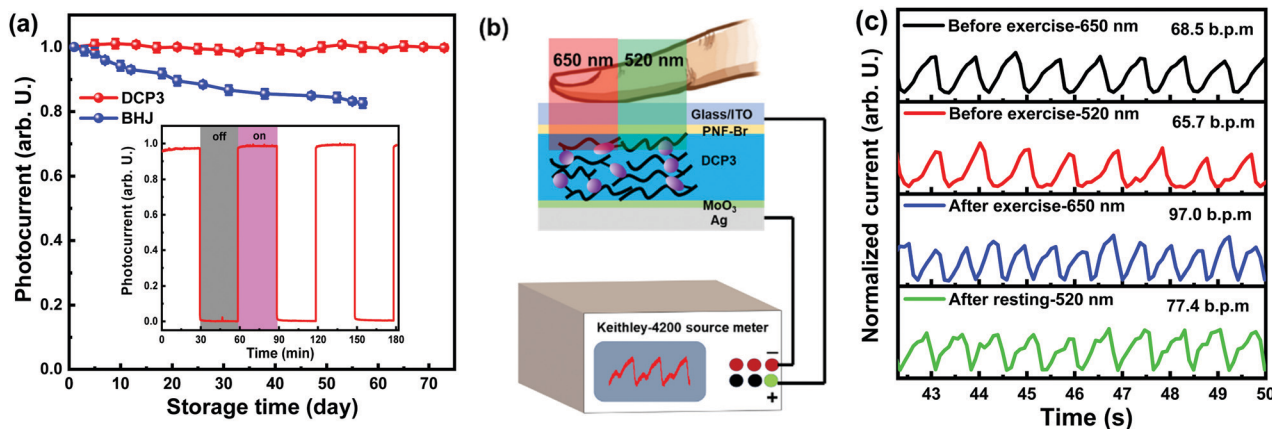 (a)
Photocurrent (arb. U.)
1.0
0.8
0.6
0.4
0.2
0.0
DCP3
BHJ
Photocurrent (arb. U.)
1.0
0.8
0.6
0.4
0.2
0.0
off
on
0
30
60
90
120
150
180
Time (min)
0
10
20
30
40
50
60
70
Storage time (day)
(b)
650 nm
520 nm
Glass/ITO
PNF-Br
DCP3
MoO3
Ag
Keithley-4200 source meter
−
+
(c)
Normalized current (arb. U.)
Before exercise-650 nm
68.5 b.p.m
Before exercise-520 nm
65.7 b.p.m
After exercise-650 nm
97.0 b.p.m
After resting-520 nm
77.4 b.p.m
43
44
45
46
47
48
49
50
Time (s)